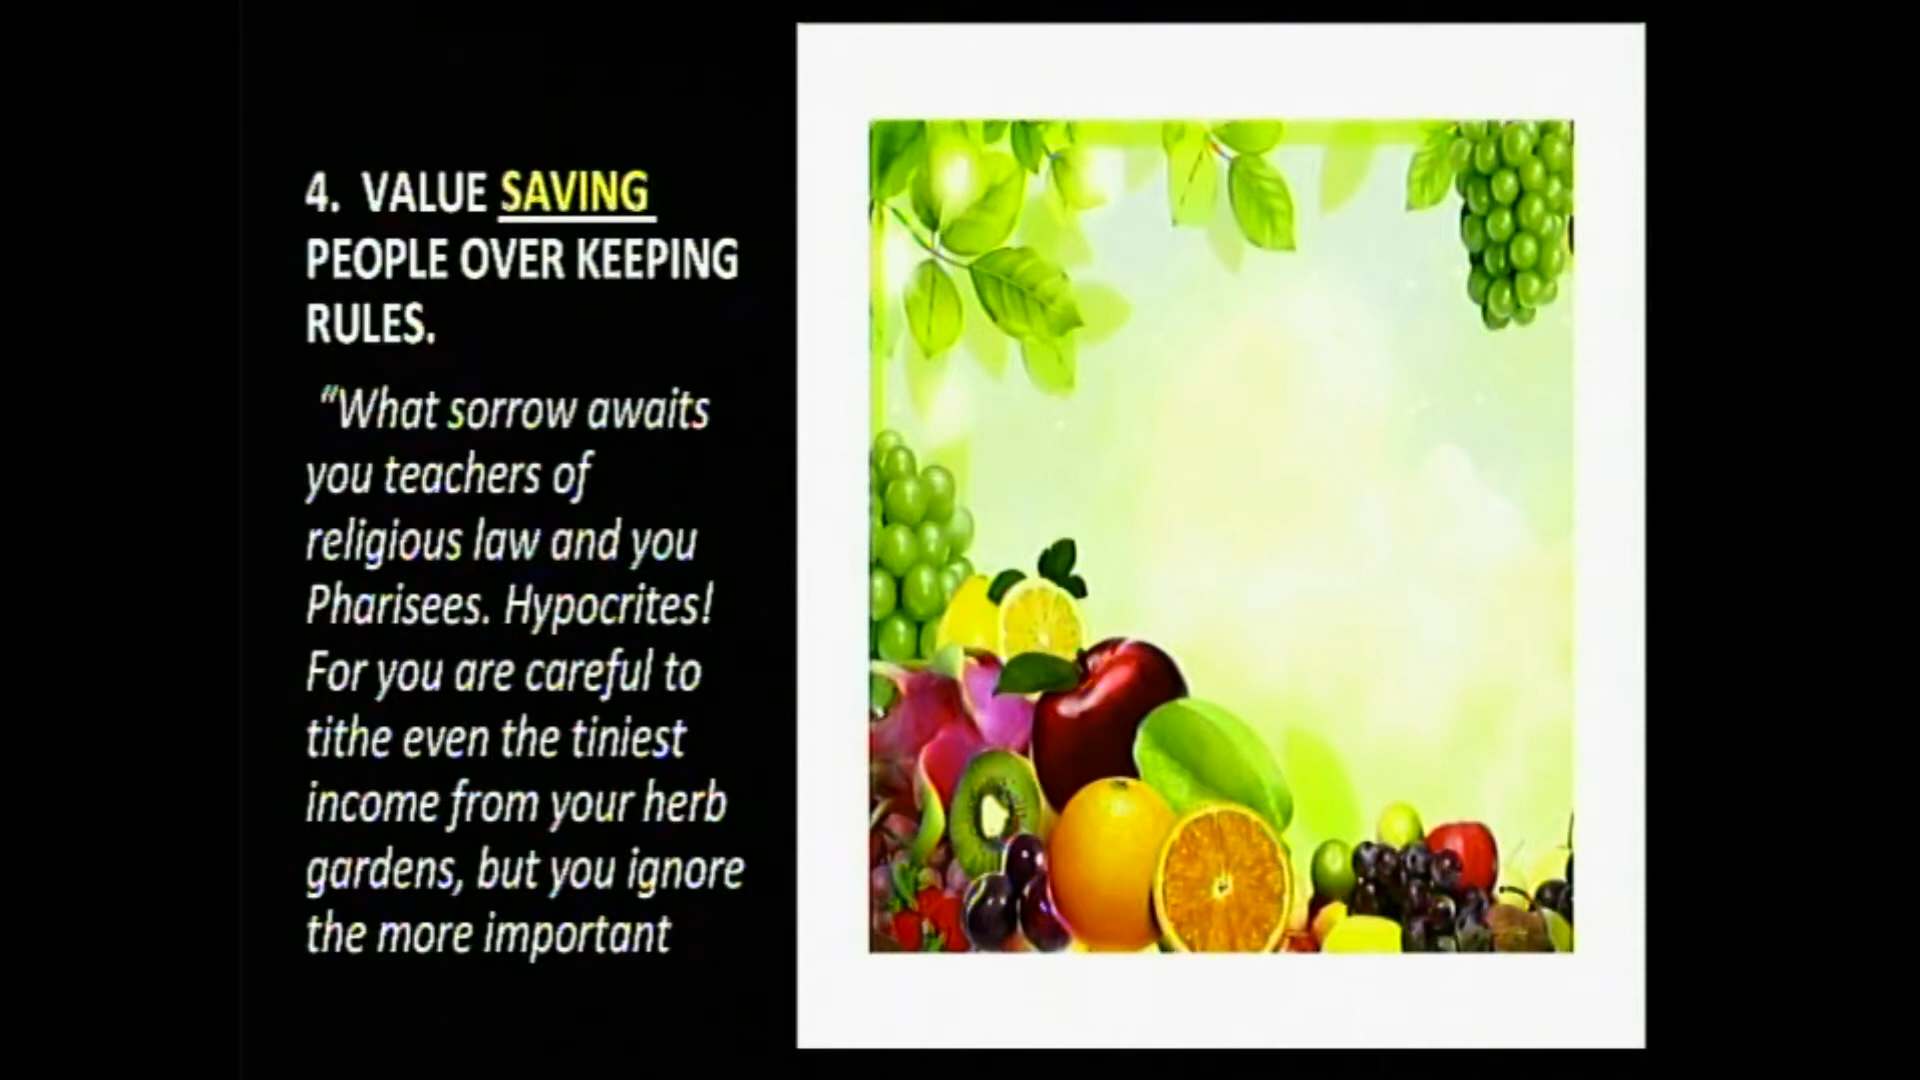 4. VALUE SAVING
PEOPLE OVER KEEPING
RULES.
“What sorrow awaits
you teachers of
religious law and you
Pharisees. Hypocrites!
For you are careful to
tithe even the tiniest
income from your herb
gardens, but you ignore
the more important